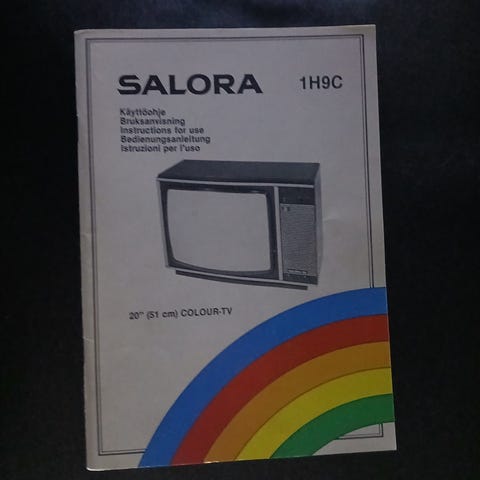 SALORA 1H9C
Käyttöohje
Bruksanvisning
Instructions for use
Bedienungsanleitung
Istruzioni per l'uso
20" (51 cm) COLOUR-TV